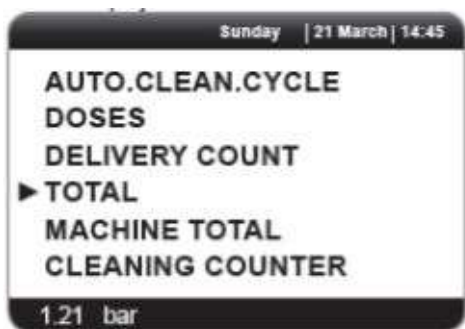 Sunday | 21 March | 14:45
AUTO.CLEAN.CYCLE
DOSES
DELIVERY COUNT
▶ TOTAL
MACHINE TOTAL
CLEANING COUNTER
1.21 bar